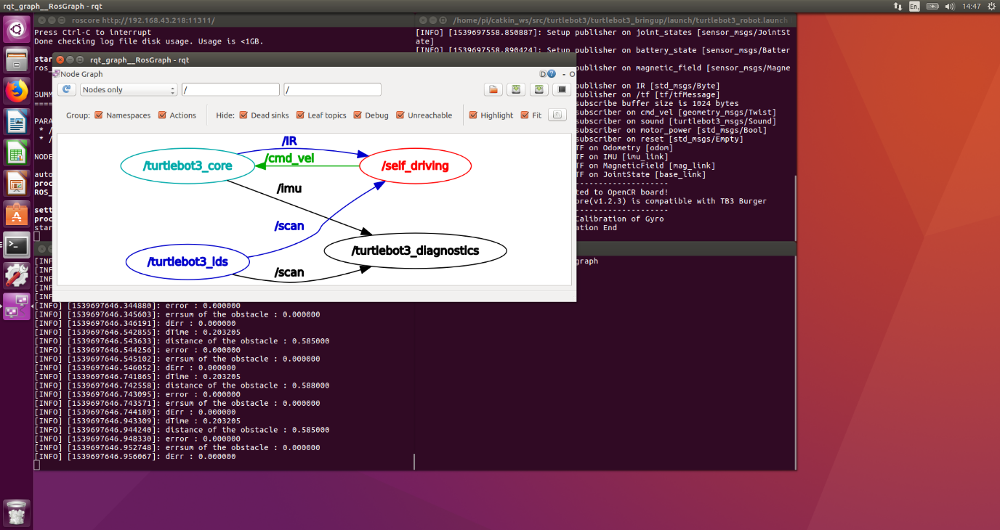 rqt_graph__RosGraph - rqt
En
14:47
roscore http://192.168.43.218:11311/
Press Ctrl-C to interrupt
Done checking log file disk usage. Usage is <1GB.
star
ros_
SUMM
====
PARA
* /
* /
NODE
auto
proc
ROS_
sett
proc
star
/home/pi/catkin_ws/src/turtlebot3/turtlebot3_bringup/launch/turtlebot3_robot.launch
[INFO] [1539697558.850887]: Setup publisher on joint_states [sensor_msgs/JointSt
ate]
[INFO] [1539697558.890424]: Setup publisher on battery_state [sensor_msgs/Batter
publisher on magnetic_field [sensor_msgs/Magne
publisher on IR [std_msgs/Byte]
publisher on /tf [tf/tfMessage]
subscribe buffer size is 1024 bytes
subscriber on cmd_vel [geometry_msgs/Twist]
subscriber on sound [turtlebot3_msgs/Sound]
subscriber on motor_power [std_msgs/Bool]
subscriber on reset [std_msgs/Empty]
TF on Odometry [odom]
TF on IMU [imu_link]
TF on MagneticField [mag_link]
TF on JointState [base_link]
--------------------
ted to OpenCR board!
ore(v1.2.3) is compatible with TB3 Burger
--------------------
Calibration of Gyro
ation End
rqt_graph__RosGraph - rqt
Node Graph
D ? - O
Nodes only
/
/
Group: Namespaces Actions Hide: Dead sinks Leaf topics Debug Unreachable Highlight Fit
/IR
/cmd_vel
/turtlebot3_core
/self_driving
/imu
/scan
/turtlebot3_diagnostics
/turtlebot3_lds
/scan
raph
[INF
[INF
[INF
[INF
[INF
[INFO] [1539697646.344880]: error : 0.000000
[INFO] [1539697646.345603]: errsum of the obstacle : 0.000000
[INFO] [1539697646.346191]: dErr : 0.000000
[INFO] [1539697646.542855]: dTime : 0.203205
[INFO] [1539697646.543633]: distance of the obstacle : 0.585000
[INFO] [1539697646.544256]: error : 0.000000
[INFO] [1539697646.545102]: errsum of the obstacle : 0.000000
[INFO] [1539697646.546052]: dErr : 0.000000
[INFO] [1539697646.741865]: dTime : 0.203205
[INFO] [1539697646.742558]: distance of the obstacle : 0.588000
[INFO] [1539697646.743095]: error : 0.000000
[INFO] [1539697646.743571]: errsum of the obstacle : 0.000000
[INFO] [1539697646.744189]: dErr : 0.000000
[INFO] [1539697646.943309]: dTime : 0.203205
[INFO] [1539697646.944240]: distance of the obstacle : 0.585000
[INFO] [1539697646.948330]: error : 0.000000
[INFO] [1539697646.952748]: errsum of the obstacle : 0.000000
[INFO] [1539697646.956067]: dErr : 0.000000